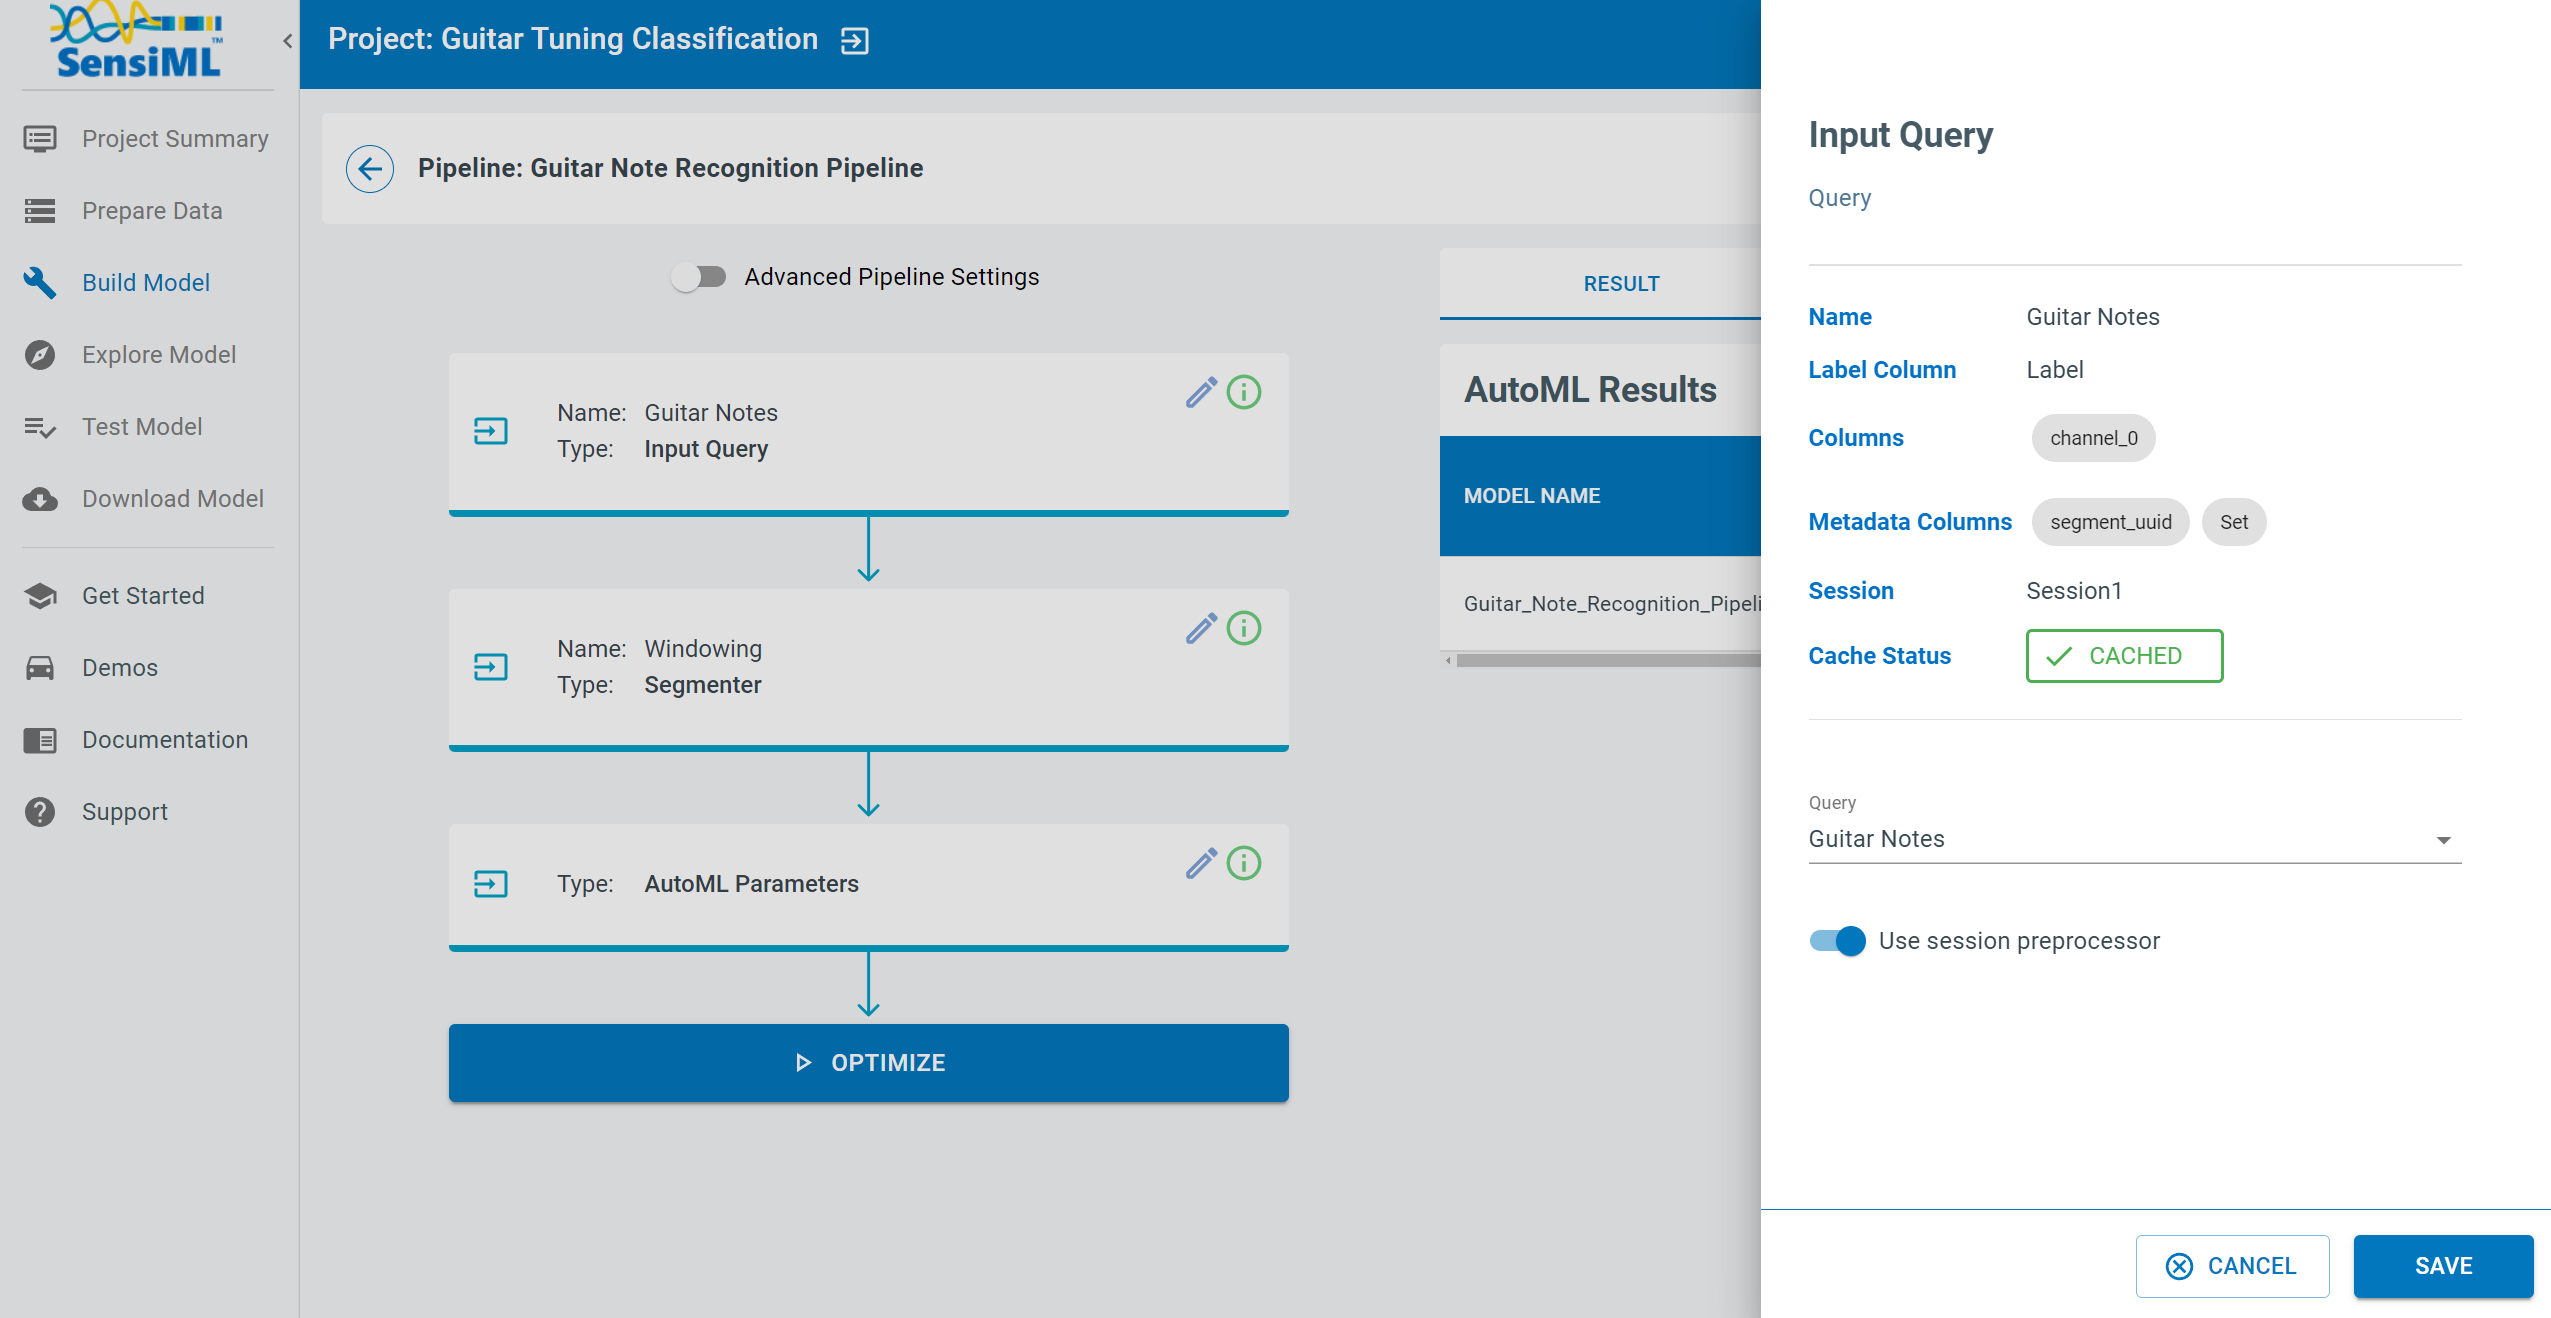 SensiML
TM
Project Summary
Prepare Data
Build Model
Explore Model
Test Model
Download Model
Get Started
Demos
Documentation
Support
Project: Guitar Tuning Classification
Pipeline: Guitar Note Recognition Pipeline
Advanced Pipeline Settings
Name: Guitar Notes
Type: Input Query
Name: Windowing
Type: Segmenter
Type: AutoML Parameters
OPTIMIZE
RESULT
AutoML Results
MODEL NAME
Guitar_Note_Recognition_Pipeli
Input Query
Query
Name Guitar Notes
Label Column Label
Columns channel_0
Metadata Columns segment_uuid Set
Session Session1
Cache Status CACHED
Query
Guitar Notes
Use session preprocessor
CANCEL
SAVE